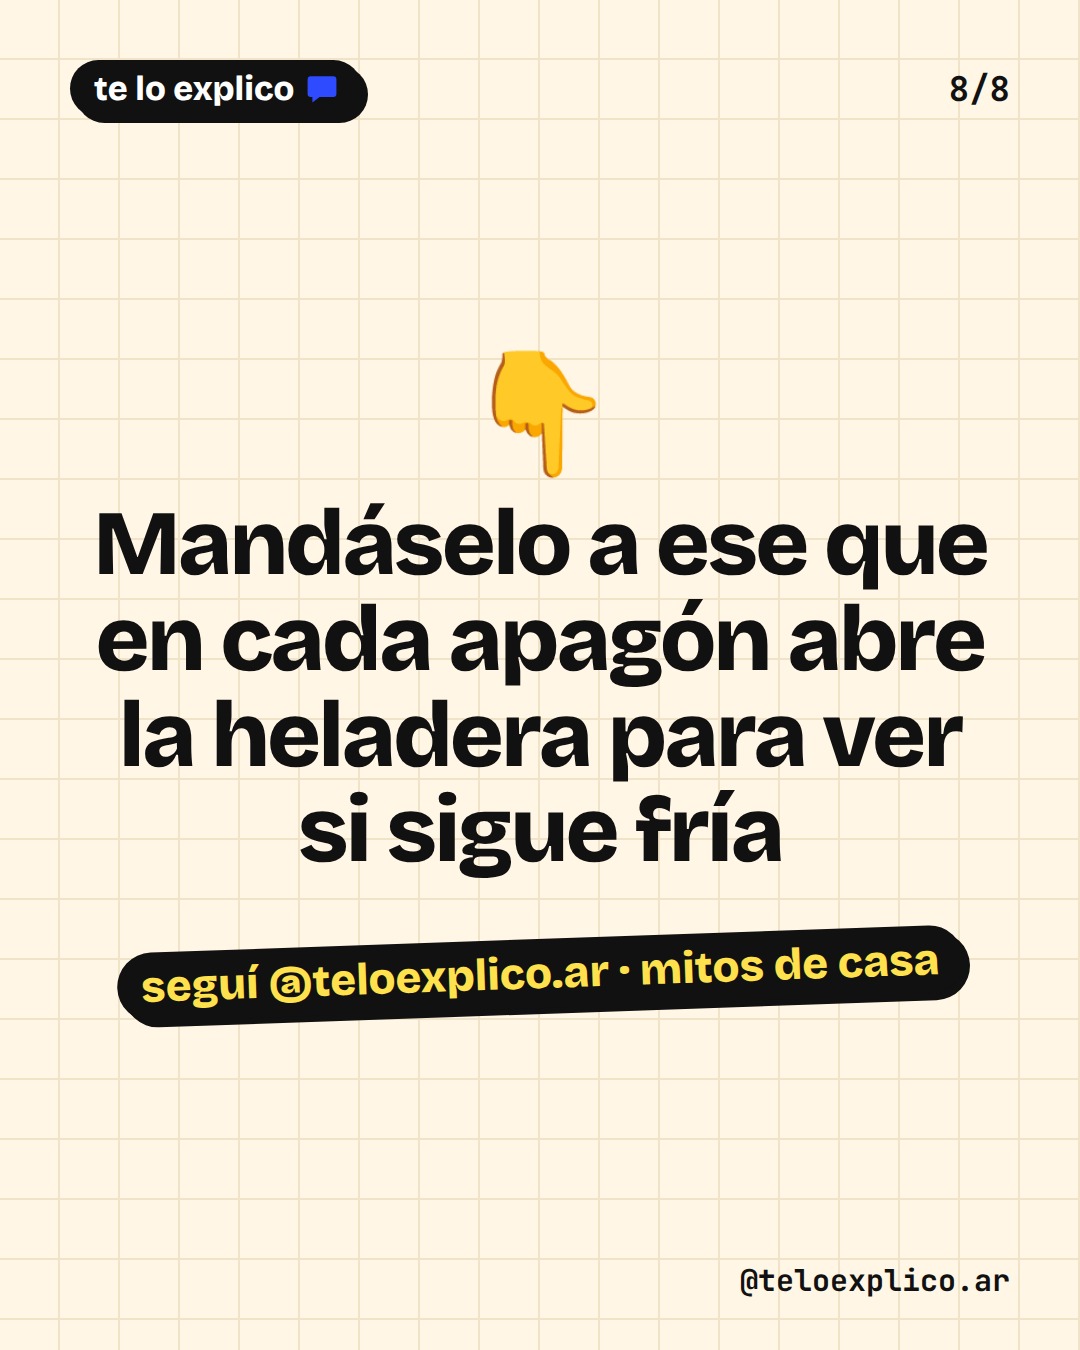 te lo explico
8/8
Mandáselo a ese que
en cada apagón abre
la heladera para ver
si sigue fría
seguí @teloexplico.ar · mitos de casa
@teloexplico.ar